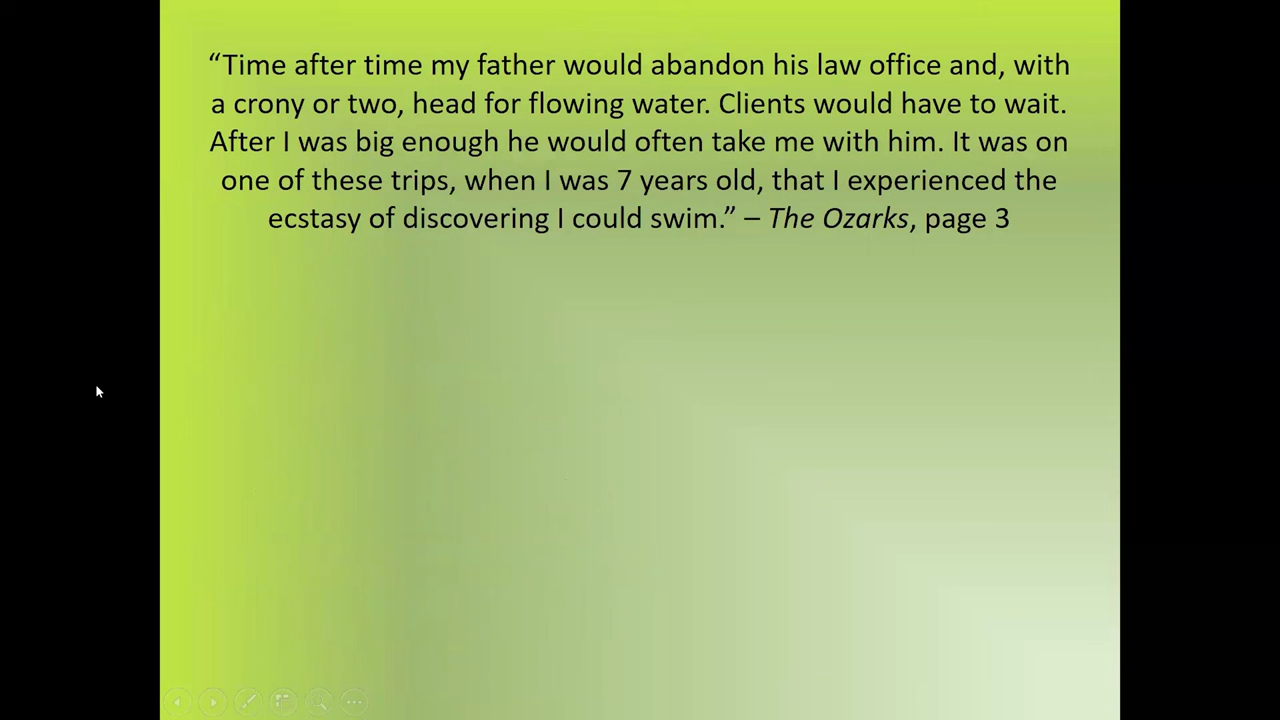 “Time after time my father would abandon his law office and, with
a crony or two, head for flowing water. Clients would have to wait.
After I was big enough he would often take me with him. It was on
one of these trips, when I was 7 years old, that I experienced the
ecstasy of discovering I could swim.” – The Ozarks, page 3